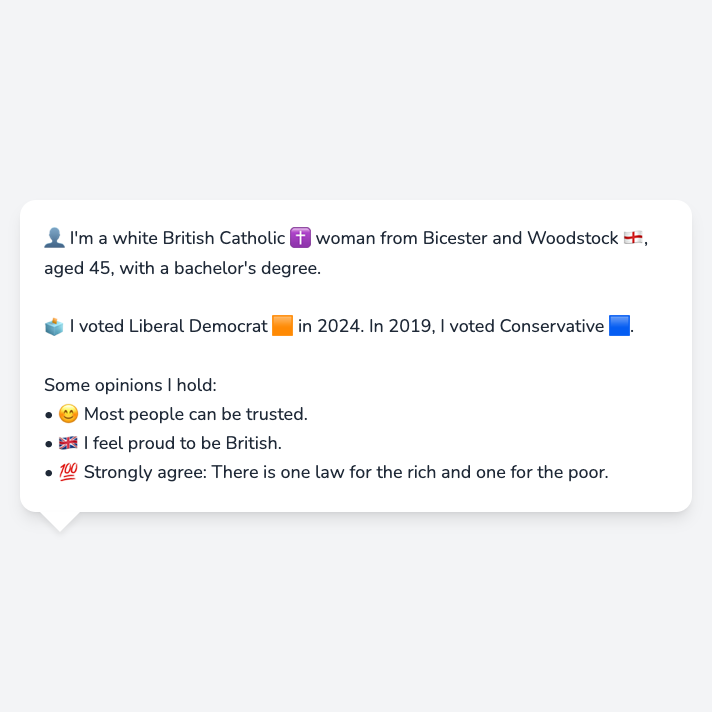 👤 I'm a white British Catholic ✝️ woman from Bicester and Woodstock 🏴󠁧󠁢󠁥󠁮󠁧󠁿,
aged 45, with a bachelor's degree.
🗳️ I voted Liberal Democrat 🟧 in 2024. In 2019, I voted Conservative 🟦.
Some opinions I hold:
• 😊 Most people can be trusted.
• 🇬🇧 I feel proud to be British.
• 💯 Strongly agree: There is one law for the rich and one for the poor.